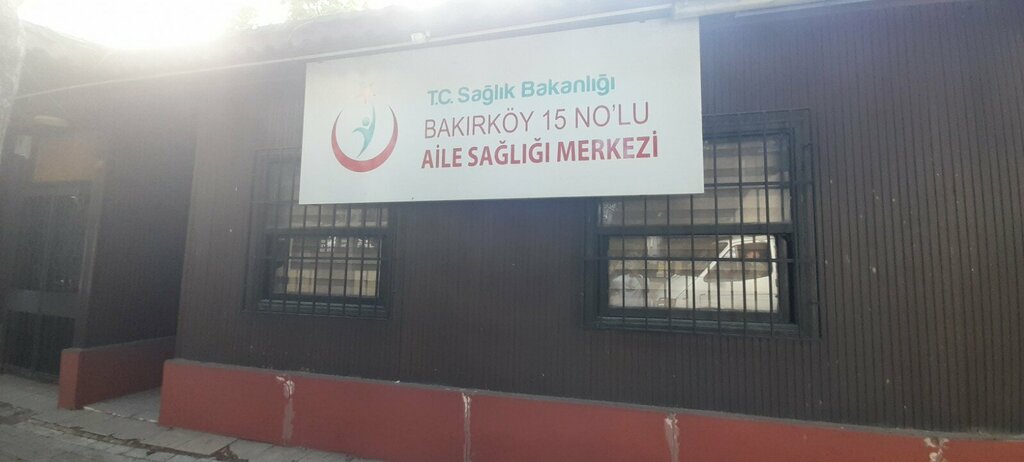 T.C. Sağlık Bakanlığı
BAKIRKÖY 15 NO'LU
AİLE SAĞLIĞI MERKEZİ